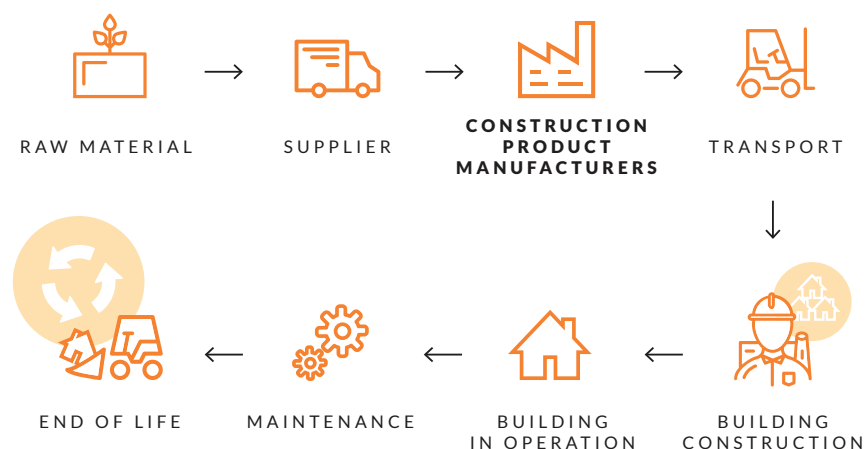 RAW MATERIAL
SUPPLIER
CONSTRUCTION
PRODUCT
MANUFACTURERS
TRANSPORT
END OF LIFE
MAINTENANCE
BUILDING
IN OPERATION
BUILDING
CONSTRUCTION